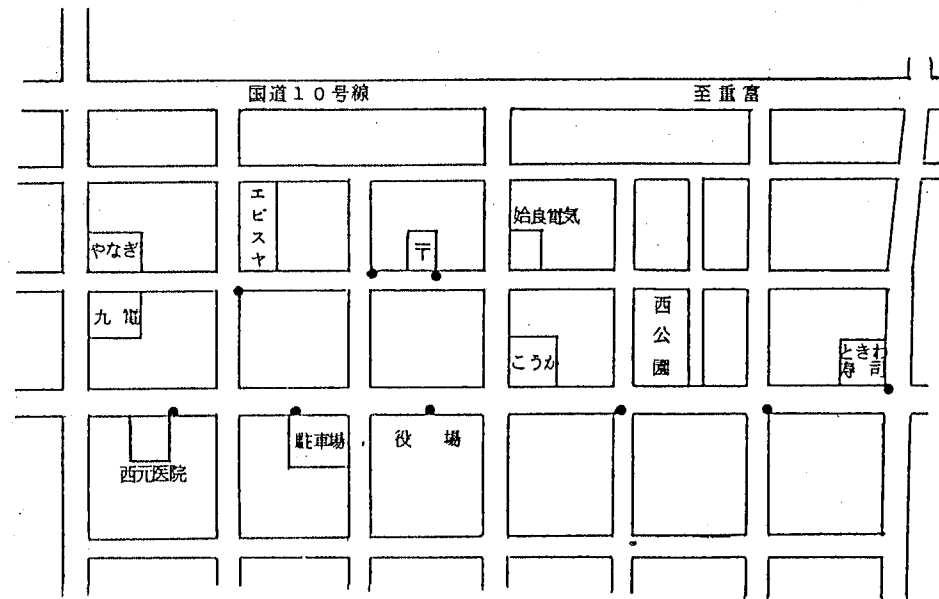 国道10号線
至重富
エビスヤ
姶良電気
やなぎ
〒
九電
西公園
こうか
ときわ
寿司
駐車場
役場
西元医院